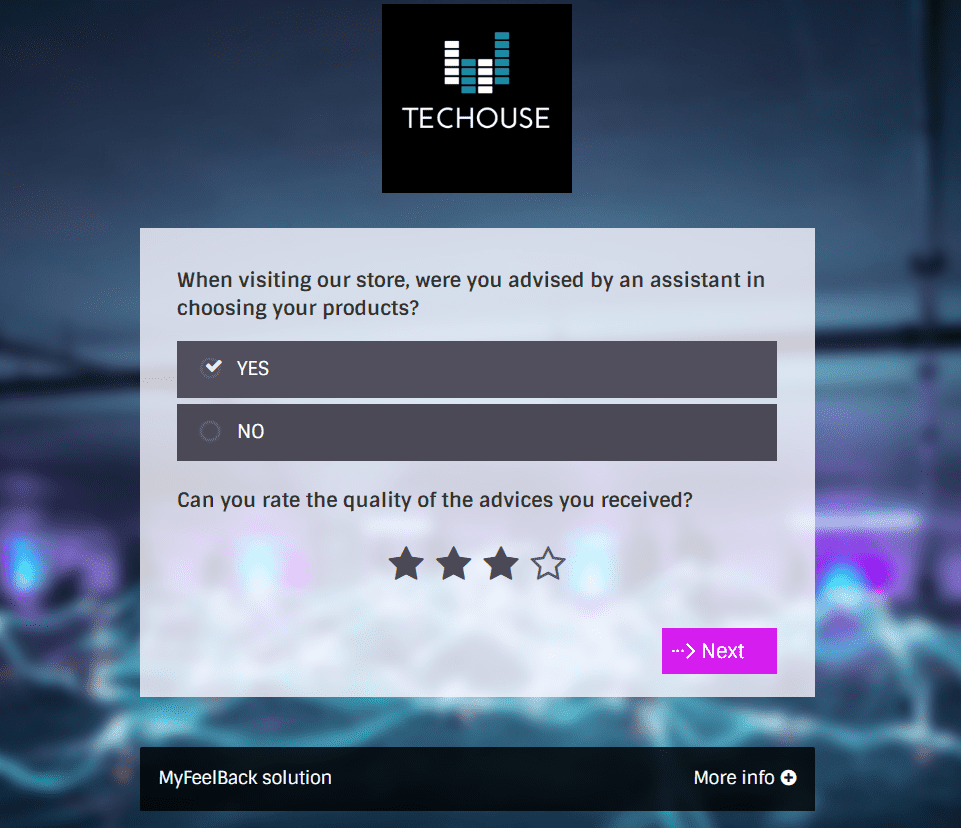 TECHOUSE
When visiting our store, were you advised by an assistant in
choosing your products?
YES
NO
Can you rate the quality of the advices you received?
Next
MyFeelBack solution
More info